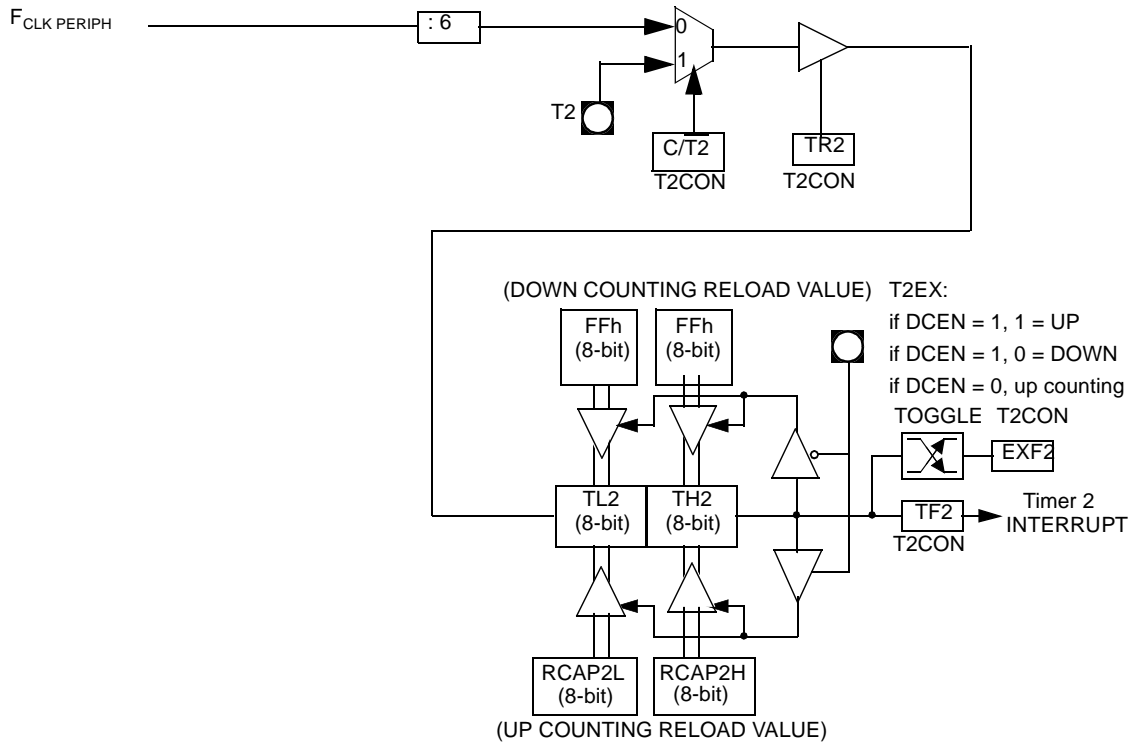 F CLK PERIPH
: 6
0
1
T2
C/T2
TR2
T2CON
T2CON
(DOWN COUNTING RELOAD VALUE)
T2EX:
if DCEN = 1, 1 = UP
if DCEN = 1, 0 = DOWN
if DCEN = 0, up counting
FFh
(8-bit)
FFh
(8-bit)
TOGGLE
T2CON
EXF2
TL2
(8-bit)
TH2
(8-bit)
TF2
T2CON
Timer 2
INTERRUPT
RCAP2L
(8-bit)
RCAP2H
(8-bit)
(UP COUNTING RELOAD VALUE)